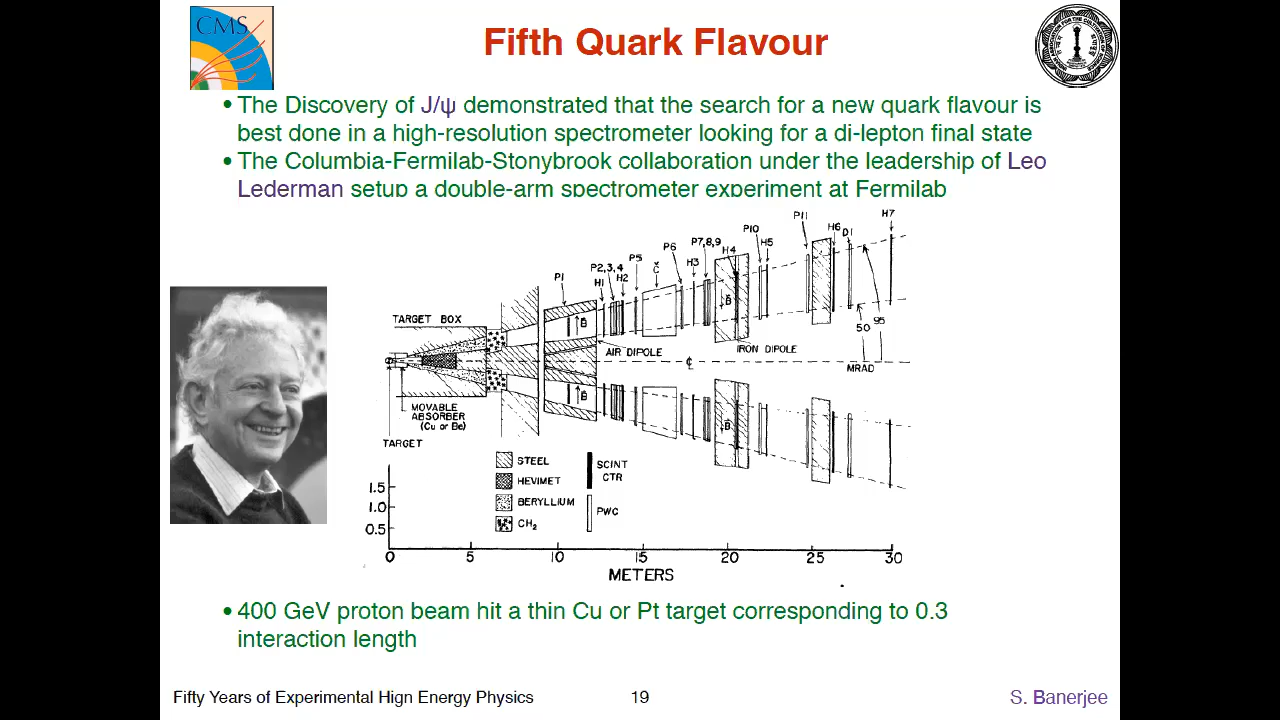 CMS
Fifth Quark Flavour
• The Discovery of J/ψ demonstrated that the search for a new quark flavour is
best done in a high-resolution spectrometer looking for a di-lepton final state
• The Columbia-Fermilab-Stonybrook collaboration under the leadership of Leo
Lederman setup a double-arm spectrometer experiment at Fermilab
H7
P11
H6
D1
P10
H5
P7,8,9
H4
P6
H3
P5
Č
P2,3,4
H2
H1
P1
B
B
TARGET BOX
AIR DIPOLE
IRON DIPOLE
50
95
MRAD
℄
B
B
MOVABLE
ABSORBER
(Cu or Be)
TARGET
STEEL
HEVIMET
BERYLLIUM
CH₂
SCINT
CTR
PWC
1.5
1.0
0.5
0 5 10 15 20 25 30
METERS
• 400 GeV proton beam hit a thin Cu or Pt target corresponding to 0.3
interaction length
Fifty Years of Experimental Hign Energy Physics 19 S. Banerjee